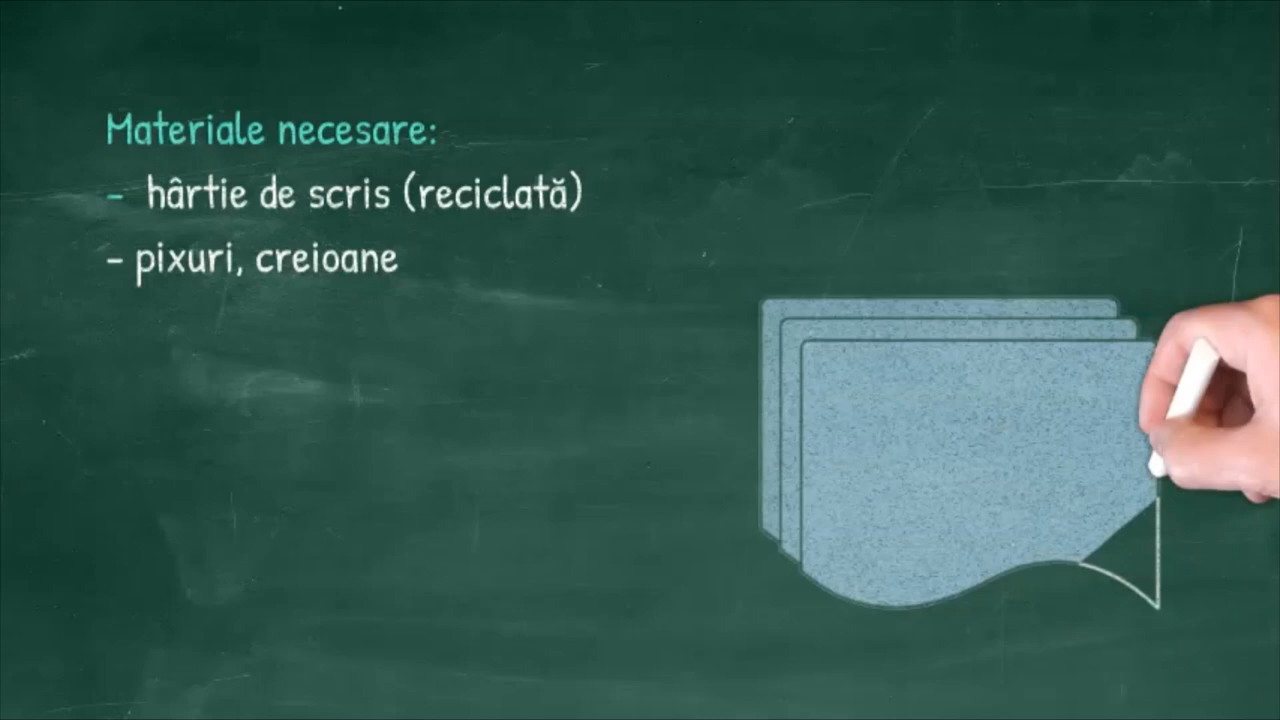 Materiale necesare:
- hârtie de scris (reciclată)
- pixuri, creioane